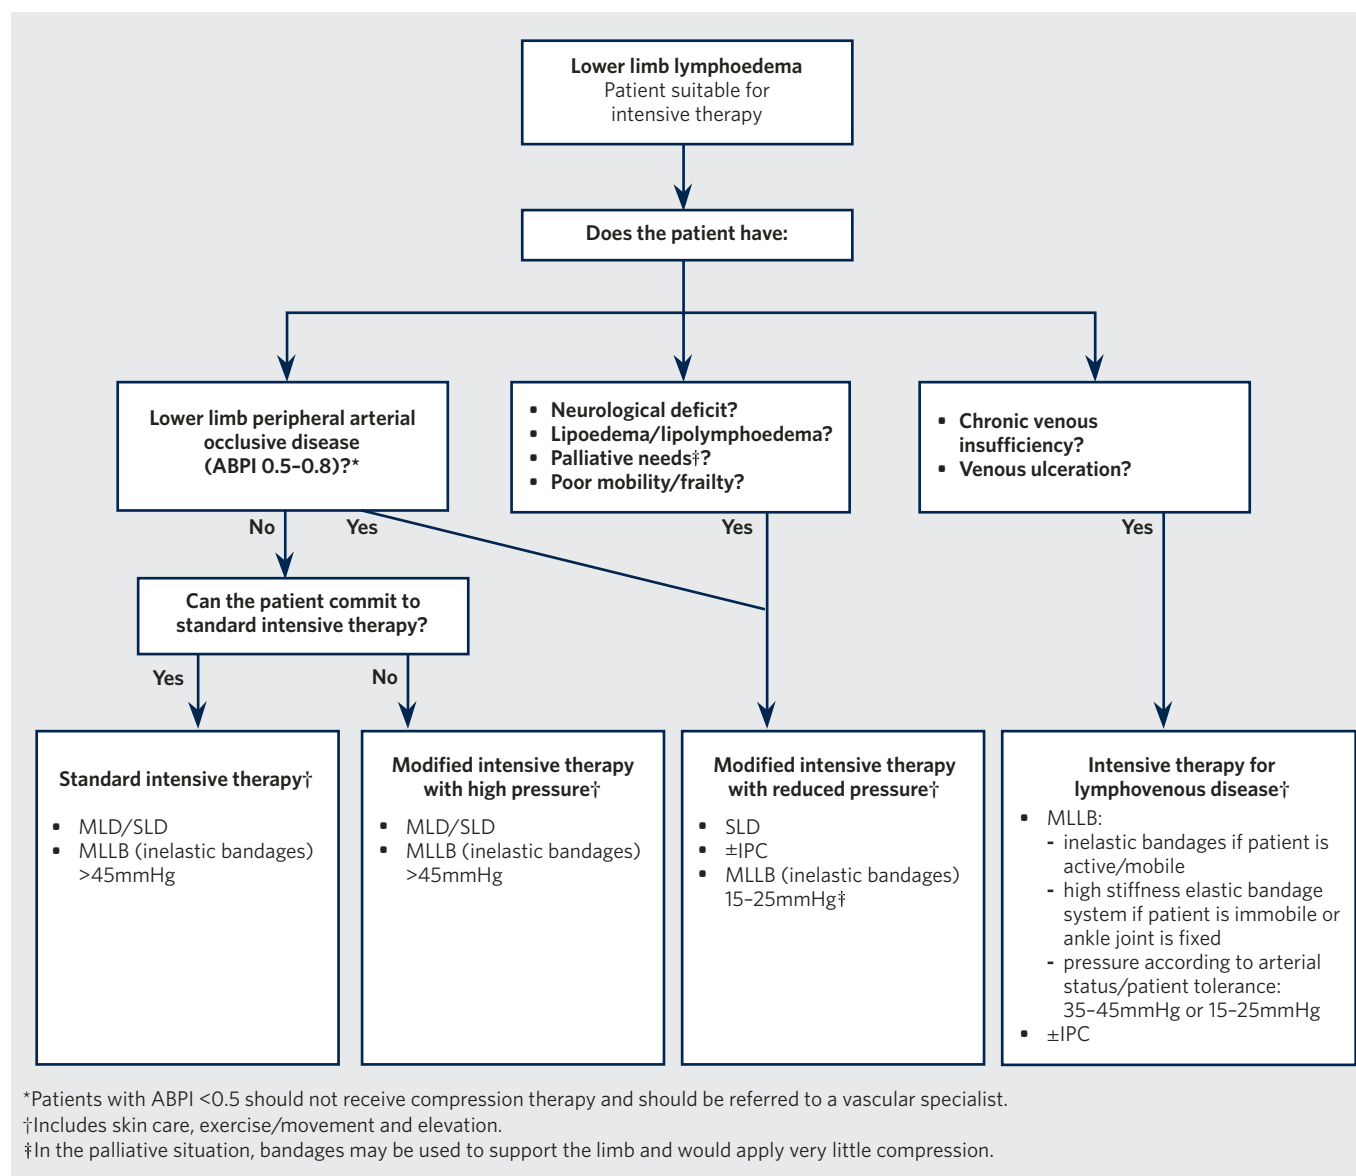 Lower limb lymphoedema
Patient suitable for
intensive therapy
Does the patient have:
Lower limb peripheral arterial
occlusive disease
(ABPI 0.5–0.8)?*
▪ Neurological deficit?
▪ Lipoedema/lipolymphoedema?
▪ Palliative needs‡?
▪ Poor mobility/frailty?
▪ Chronic venous
insufficiency?
▪ Venous ulceration?
No
Yes
Yes
Yes
Can the patient commit to
standard intensive therapy?
Yes
No
Standard intensive therapy†
▪ MLD/SLD
▪ MLLB (inelastic bandages)
>45mmHg
Modified intensive therapy
with high pressure†
▪ MLD/SLD
▪ MLLB (inelastic bandages)
>45mmHg
Modified intensive therapy
with reduced pressure†
▪ SLD
▪ ±IPC
▪ MLLB (inelastic bandages)
15–25mmHg‡
Intensive therapy for
lymphovenous disease†
▪ MLLB:
- inelastic bandages if patient is
active/mobile
- high stiffness elastic bandage
system if patient is immobile or
ankle joint is fixed
- pressure according to arterial
status/patient tolerance:
35–45mmHg or 15–25mmHg
▪ ±IPC
*Patients with ABPI <0.5 should not receive compression therapy and should be referred to a vascular specialist.
†Includes skin care, exercise/movement and elevation.
‡In the palliative situation, bandages may be used to support the limb and would apply very little compression.